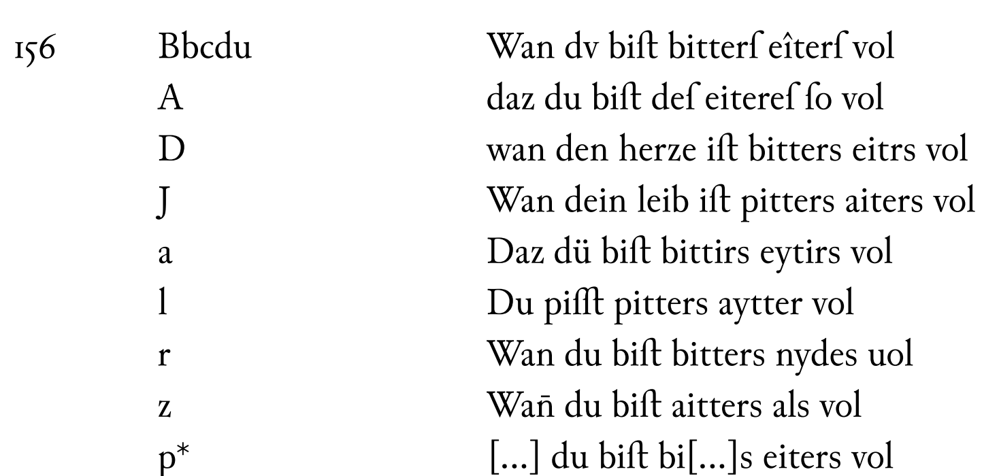 156 Bbcdu Wan dv biſt bitterſ eîterſ vol
A daz du biſt deſ eitereſ ſo vol
D wan den herze iſt bitters eitrs vol
J Wan dein leib iſt pitters aiters vol
a Daz dü biſt bittirs eytirs vol
l Du piſſt pitters aytter vol
r Wan du biſt bitters nydes uol
z Wan̄ du biſt aitters als vol
p* [...] du biſt bi[...]s eiters vol